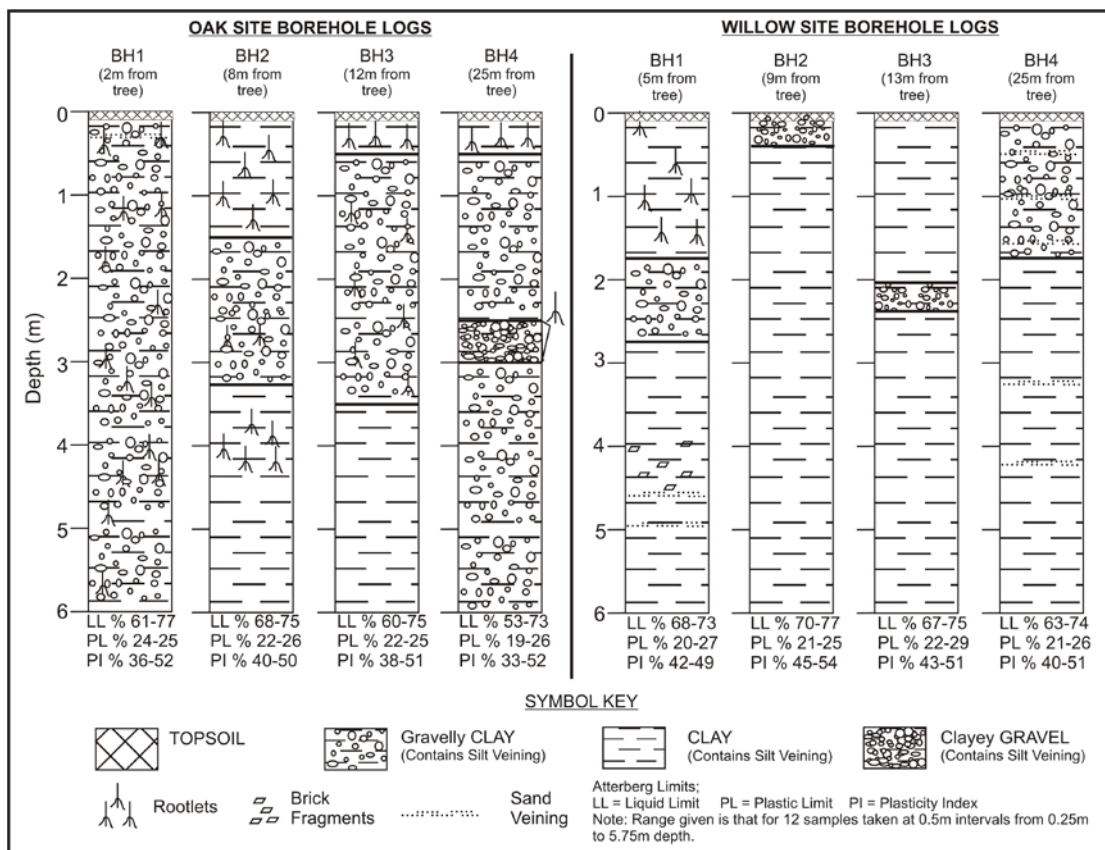 OAK SITE BOREHOLE LOGS
WILLOW SITE BOREHOLE LOGS
BH1
(2m from
tree)
BH2
(8m from
tree)
BH3
(12m from
tree)
BH4
(25m from
tree)
BH1
(5m from
tree)
BH2
(9m from
tree)
BH3
(13m from
tree)
BH4
(25m from
tree)
Depth (m)
0
1
2
3
4
5
6
0
1
2
3
4
5
6
LL % 61-77
PL % 24-25
PI % 36-52
LL % 68-75
PL % 22-26
PI % 40-50
LL % 60-75
PL % 22-25
PI % 38-51
LL % 53-73
PL % 19-26
PI % 33-52
LL % 68-73
PL % 20-27
PI % 42-49
LL % 70-77
PL % 21-25
PI % 45-54
LL % 67-75
PL % 22-29
PI % 43-51
LL % 63-74
PL % 21-26
PI % 40-51
SYMBOL KEY
TOPSOIL
Gravelly CLAY
(Contains Silt Veining)
CLAY
(Contains Silt Veining)
Clayey GRAVEL
(Contains Silt Veining)
Rootlets
Brick
Fragments
Sand
Veining
Atterberg Limits;
LL = Liquid Limit PL = Plastic Limit PI = Plasticity Index
Note: Range given is that for 12 samples taken at 0.5m intervals from 0.25m
to 5.75m depth.